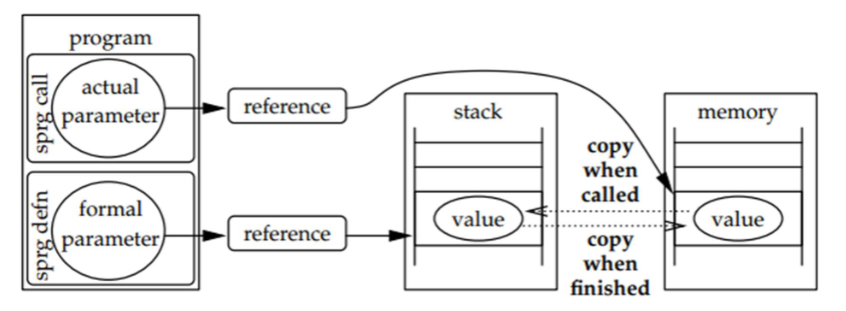 program
sprg call
actual
parameter
reference
sprg defn
formal
parameter
reference
stack
value
copy
when
called
copy
when
finished
memory
value